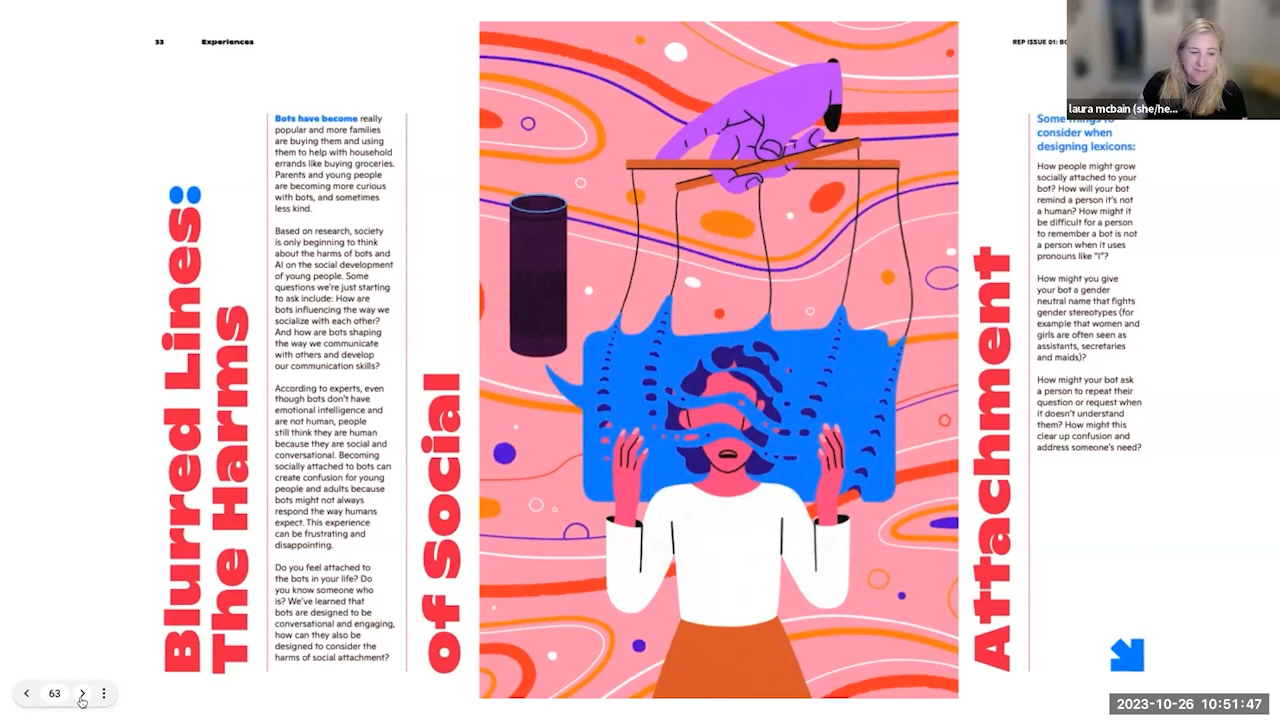 33
Experiences
REP ISSUE 01:
laura mcbain (she/he...
Blurred Lines:
The Harms
Bots have become really
popular and more families
are buying them and using
them to help with household
errands like buying groceries.
Parents and young people
are becoming more curious
with bots, and sometimes
less kind.
Based on research, society
is only beginning to think
about the harms of bots and
AI on the social development
of young people. Some
questions we're just starting
to ask include: How are
bots influencing the way we
socialize with each other?
And how are bots shaping
the way we communicate
with others and develop
our communication skills?
According to experts, even
though bots don't have
emotional intelligence and
are not human, people
still think they are human
because they are social and
conversational. Becoming
socially attached to bots can
create confusion for young
people and adults because
bots might not always
respond the way humans
expect. This experience
can be frustrating and
disappointing.
Do you feel attached to
the bots in your life? Do
you know someone who
is? We've learned that
bots are designed to be
conversational and engaging,
how can they also be
designed to consider the
harms of social attachment?
of Social
Attachment
Some things to
consider when
designing lexicons:
How people might grow
socially attached to your
bot? How will your bot
remind a person it's not
a human? How might it
be difficult for a person
to remember a bot is not
a person when it uses
pronouns like "I"?
How might you give
your bot a gender
neutral name that fights
gender stereotypes (for
example that women and
girls are often seen as
assistants, secretaries
and maids)?
How might your bot ask
a person to repeat their
question or request when
it doesn't understand
them? How might this
clear up confusion and
address someone's need?
63
2023-10-26 10:51:47